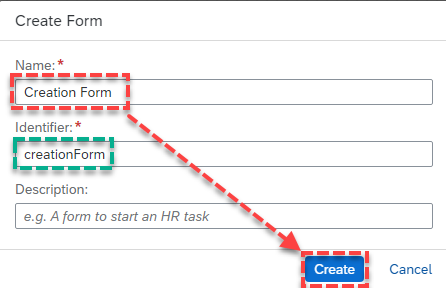 Create Form
Name:*
Creation Form
Identifier:*
creationForm
Description:
e.g. A form to start an HR task
Create Cancel